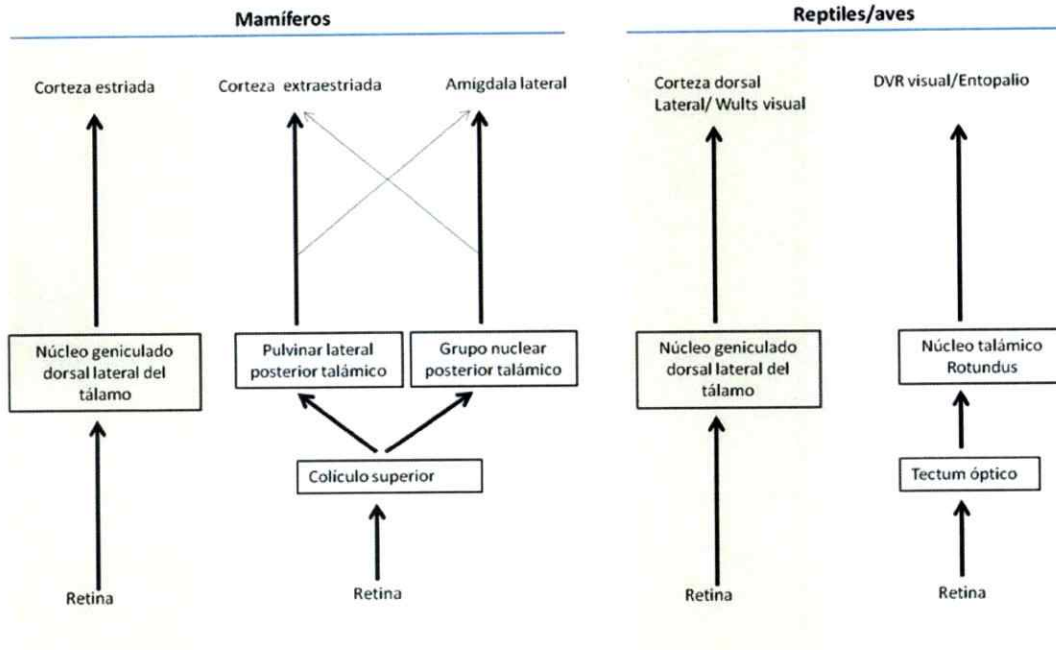 Mamíferos
Reptiles/aves
Corteza estriada
Corteza extraestriada
Amígdala lateral
Corteza dorsal
Lateral/ Wults visual
DVR visual/Entopalio
Núcleo geniculado
dorsal lateral del
tálamo
Pulvinar lateral
posterior talámico
Grupo nuclear
posterior talámico
Núcleo geniculado
dorsal lateral del
tálamo
Núcleo talámico
Rotundus
Colículo superior
Tectum óptico
Retina
Retina
Retina
Retina